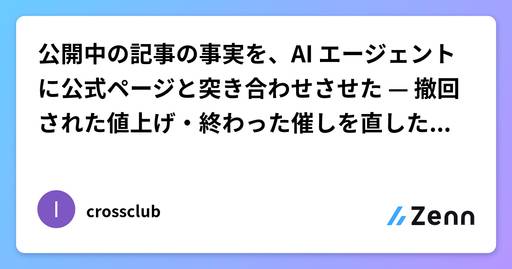 公開中の記事の事実を、AI エージェント
に公式ページと突き合わせさせた — 撤回
された値上げ・終わった催しを直した...
I
crossclub
Zenn